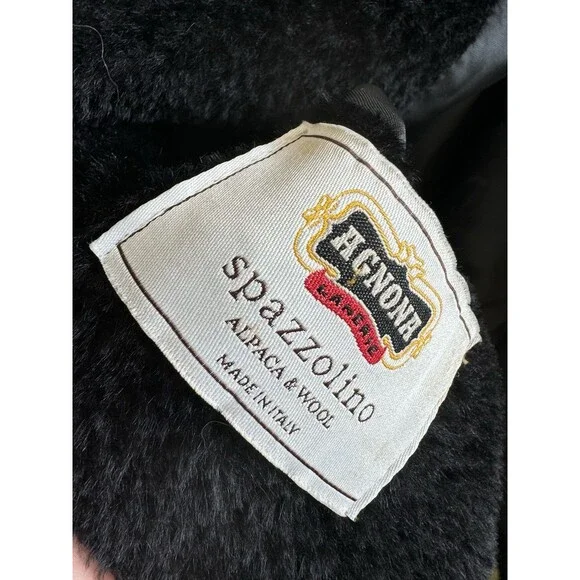 AGNONA
LANERIE
spazzolino
ALPACA & WOOL
MADE IN ITALY